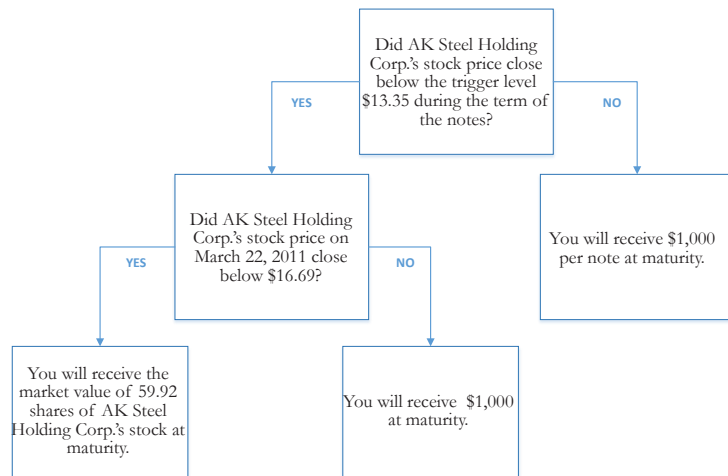 Did AK Steel Holding
Corp.'s stock price close
below the trigger level
$13.35 during the term of
the notes?
YES
NO
Did AK Steel Holding
Corp.'s stock price on
March 22, 2011 close
below $16.69?
You will receive $1,000
per note at maturity.
YES
NO
You will receive the
market value of 59.92
shares of AK Steel
Holding Corp.'s stock at
maturity.
You will receive $1,000
at maturity.